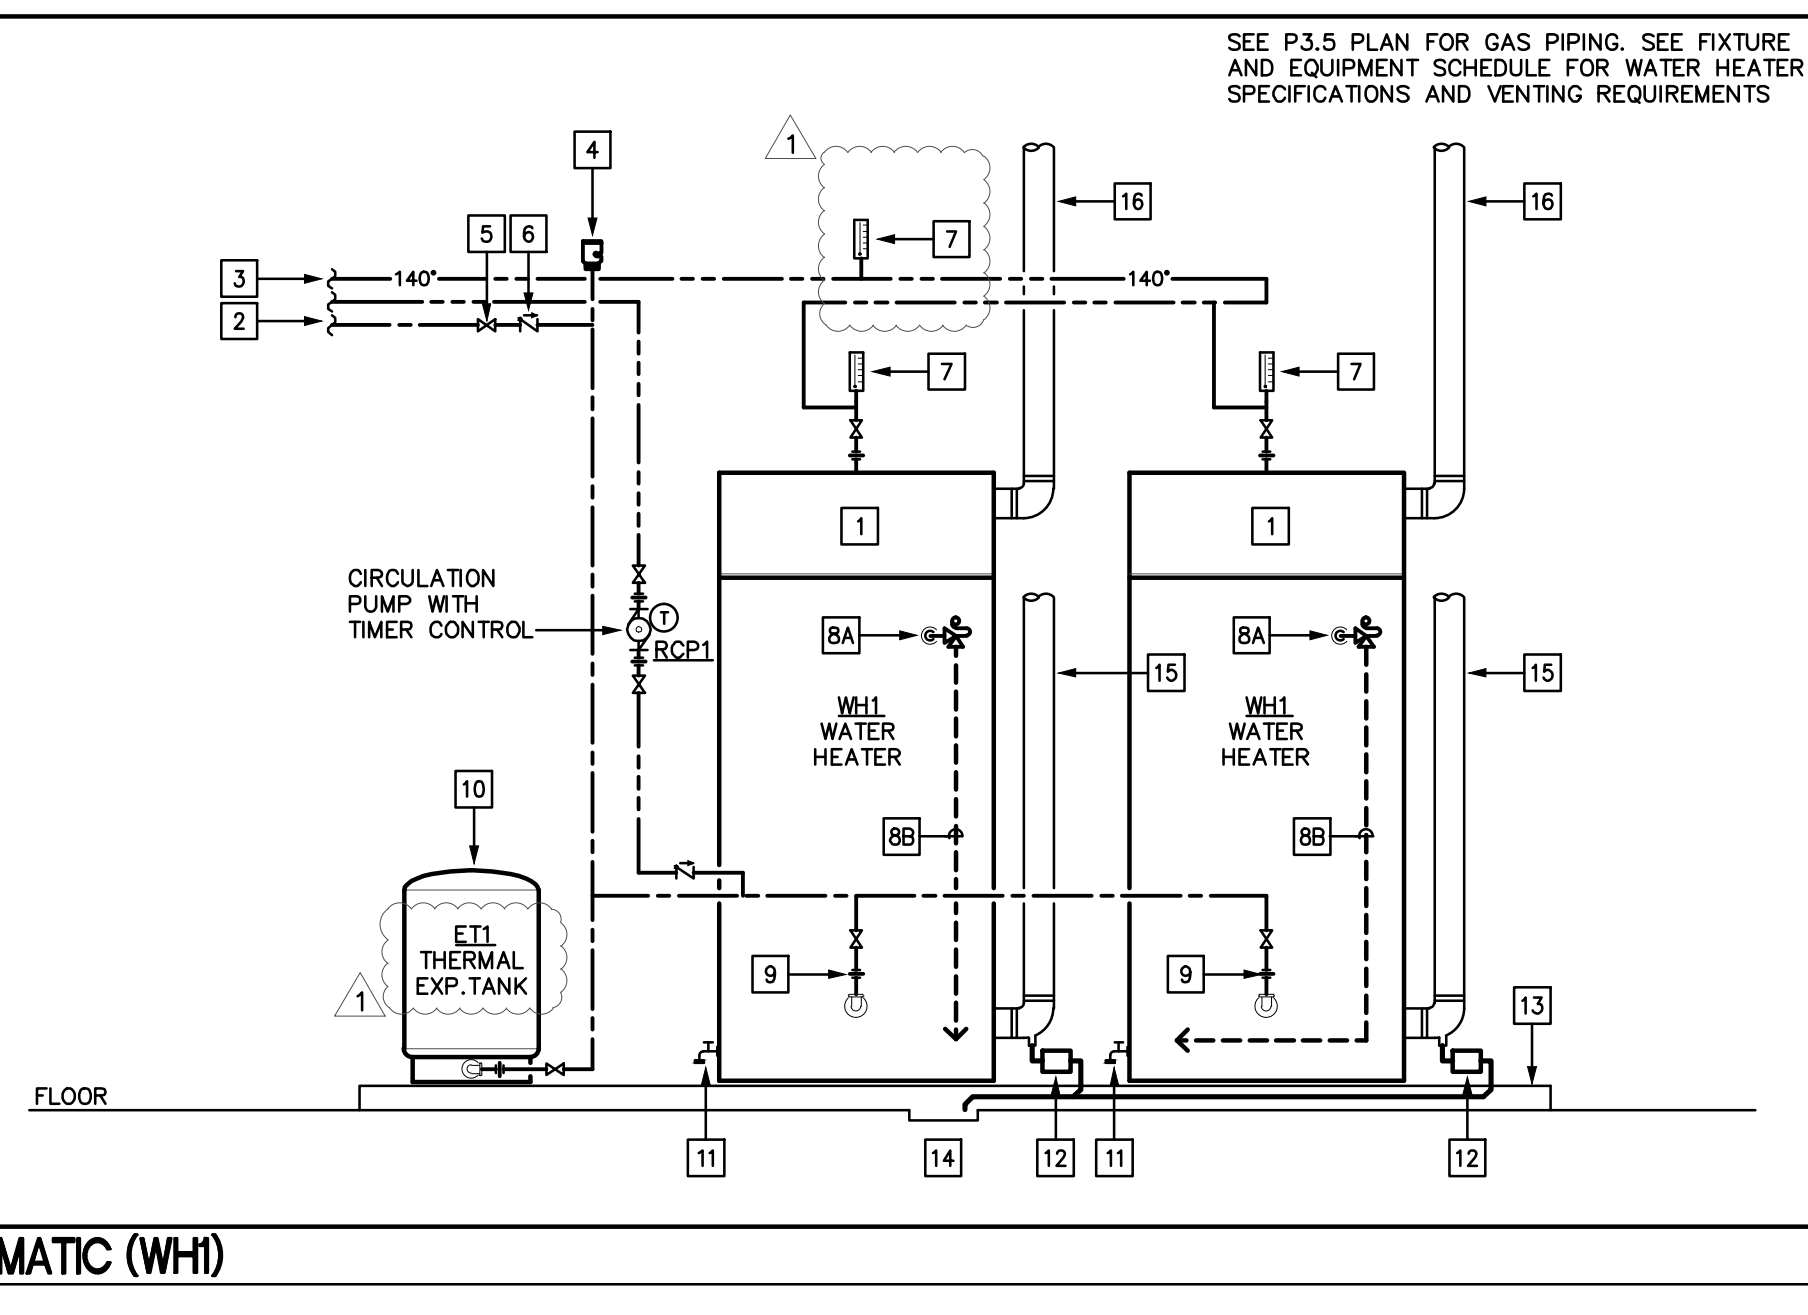 SEE P3.5 PLAN FOR GAS PIPING. SEE FIXTURE
AND EQUIPMENT SCHEDULE FOR WATER HEATER
SPECIFICATIONS AND VENTING REQUIREMENTS
1
4
16
16
5
6
7
3
140°
140°
2
7
7
1
1
CIRCULATION
PUMP WITH
TIMER CONTROL
T
RCP1
8A
8A
15
15
WH1
WATER
HEATER
WH1
WATER
HEATER
10
8B
8B
ET1
THERMAL
EXP.TANK
1
9
9
13
FLOOR
11
14
12
11
12
MATIC (WH1)